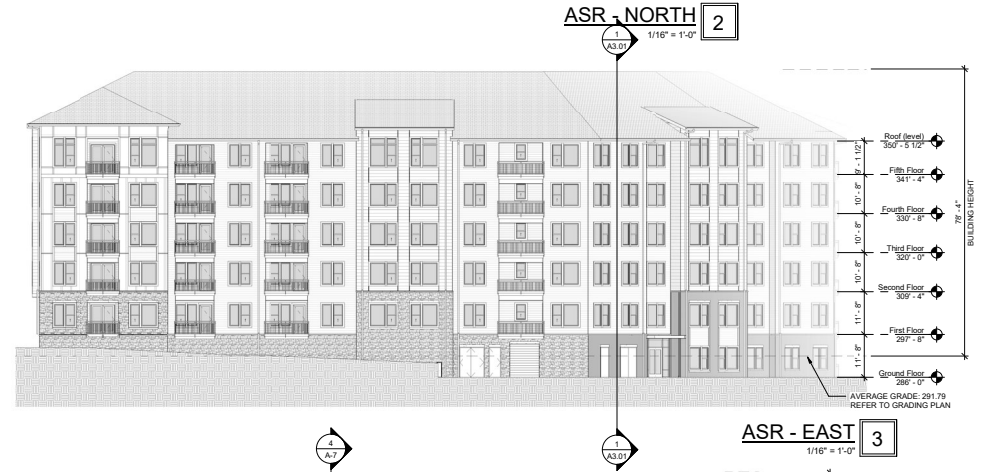 ASR - NORTH
2
1/16" = 1'-0"
1
A3.01
Roof (level)
350' - 5 1/2"
9' - 1 1/2"
Fifth Floor
341' - 4"
10' - 8"
Fourth Floor
330' - 8"
10' - 8"
Third Floor
320' - 0"
10' - 8"
Second Floor
309' - 4"
11' - 8"
First Floor
297' - 8"
11' - 8"
Ground Floor
286' - 0"
78' - 4"
BUILDING HEIGHT
AVERAGE GRADE: 291.79
REFER TO GRADING PLAN
4
A-7
1
A3.01
ASR - EAST
3
1/16" = 1'-0"